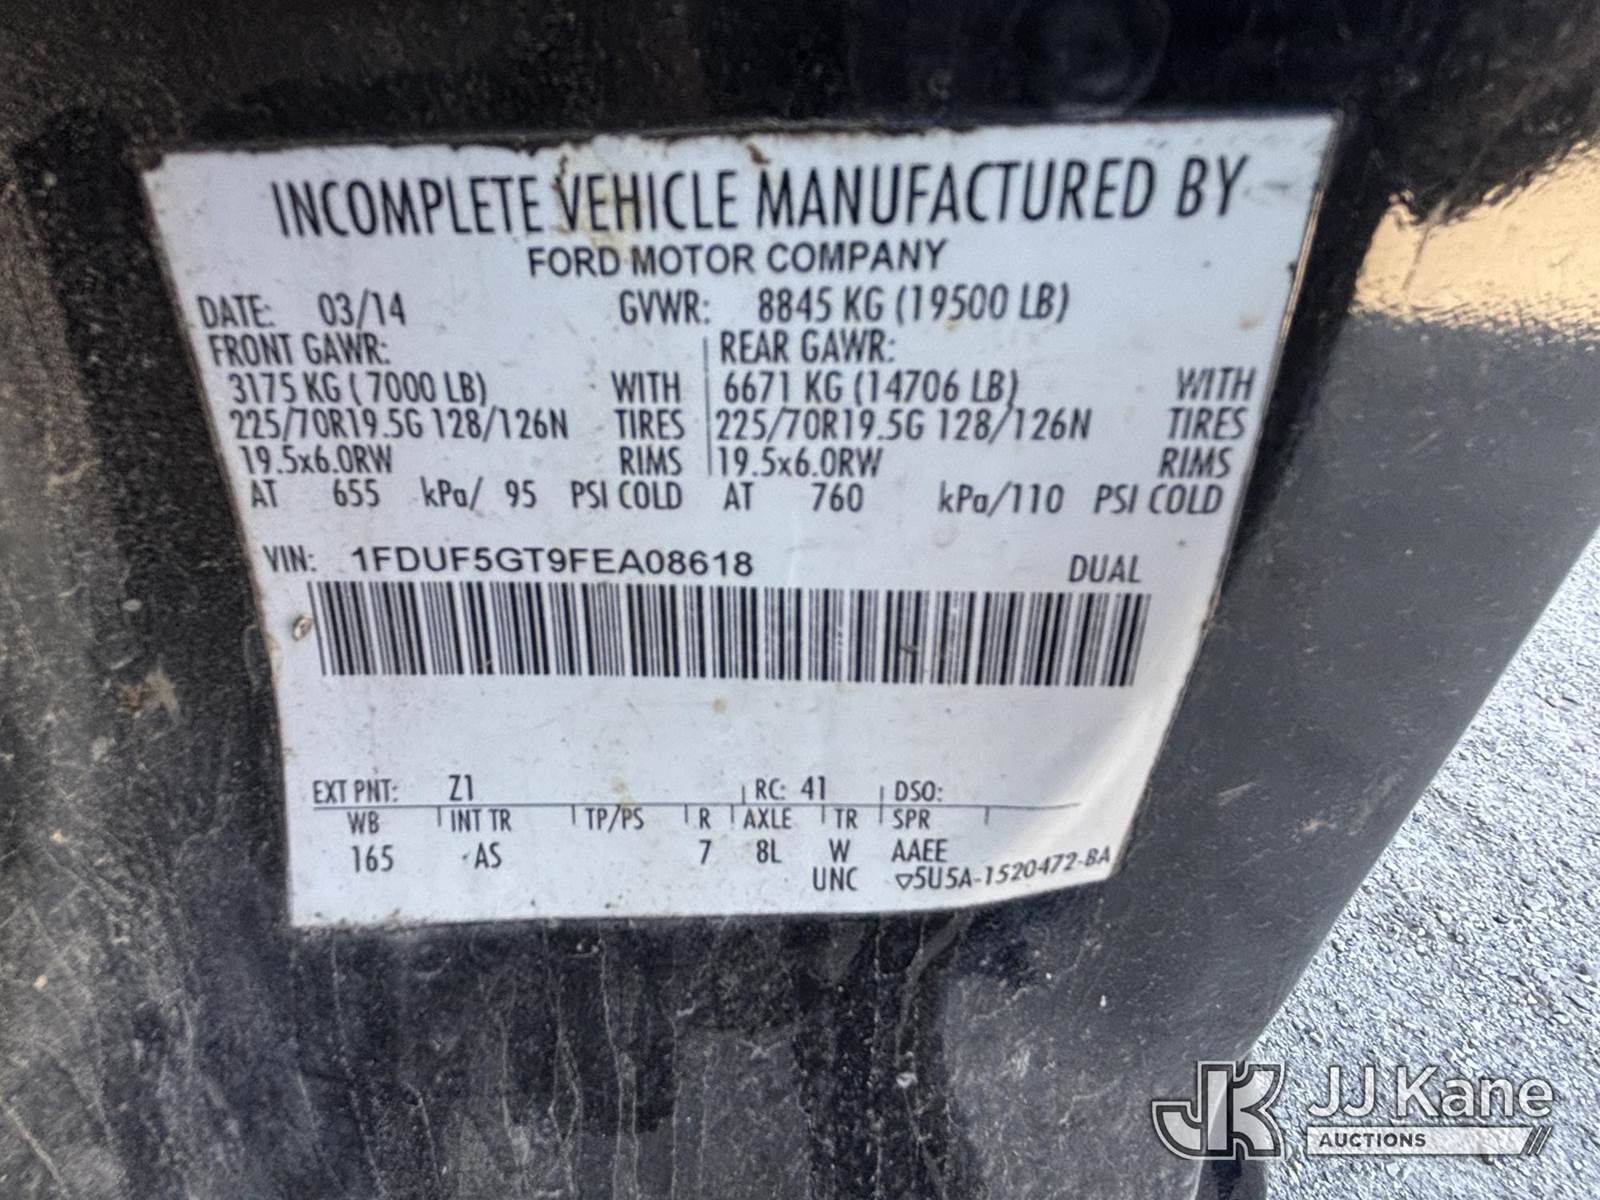 INCOMPLETE VEHICLE MANUFACTURED BY
FORD MOTOR COMPANY
DATE: 03/14 GVWR: 8845 KG (19500 LB)
FRONT GAWR: REAR GAWR:
3175 KG ( 7000 LB) WITH 6671 KG (14706 LB) WITH
225/70R19.5G 128/126N TIRES 225/70R19.5G 128/126N TIRES
19.5x6.0RW RIMS 19.5x6.0RW RIMS
AT 655 kPa/ 95 PSI COLD AT 760 kPa/110 PSI COLD
VIN: 1FDUF5GT9FEA08618 DUAL
EXT PNT: Z1 RC: 41 DSO:
WB INT TR TP/PS R AXLE TR SPR
165 AS 7 8L W AAEE
UNC ▽5U5A-1520472-BA
JK JJ Kane
AUCTIONS